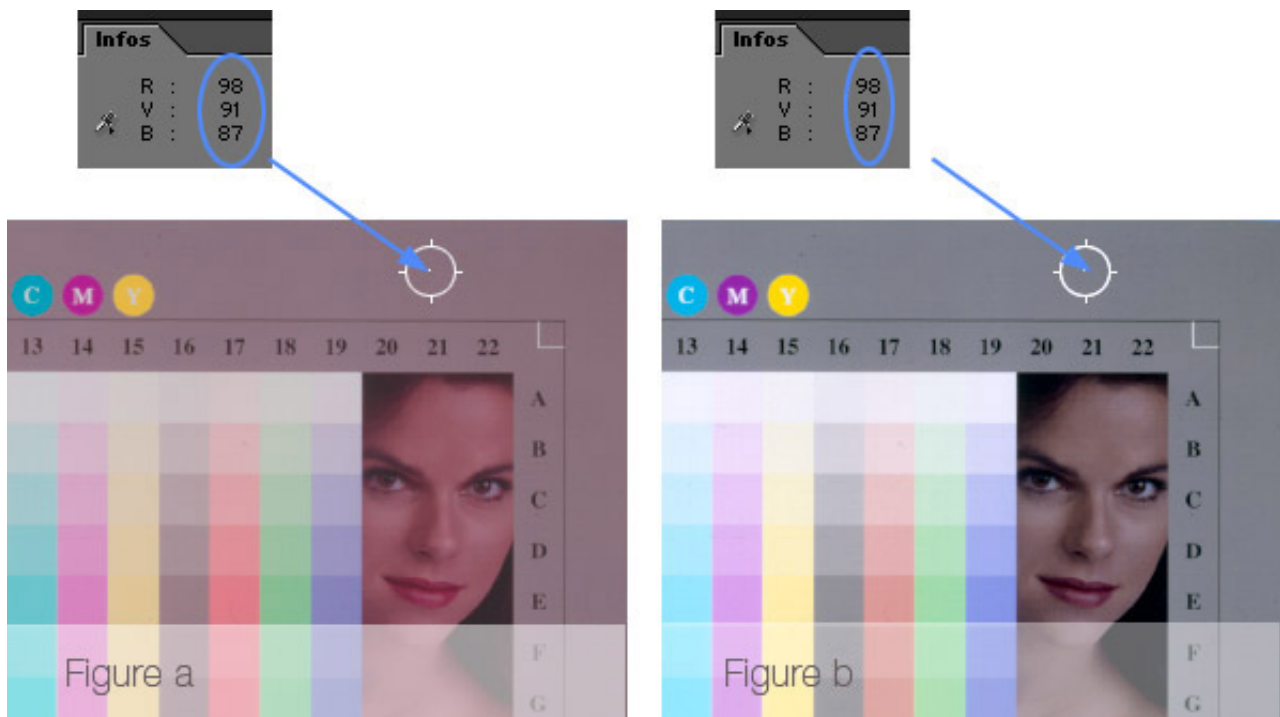 Infos
R : 98
V : 91
B : 87
Infos
R : 98
V : 91
B : 87
C M Y
13 14 15 16 17 18 19 20 21 22
A
B
C
D
E
F
G
Figure a
C M Y
13 14 15 16 17 18 19 20 21 22
A
B
C
D
E
F
G
Figure b